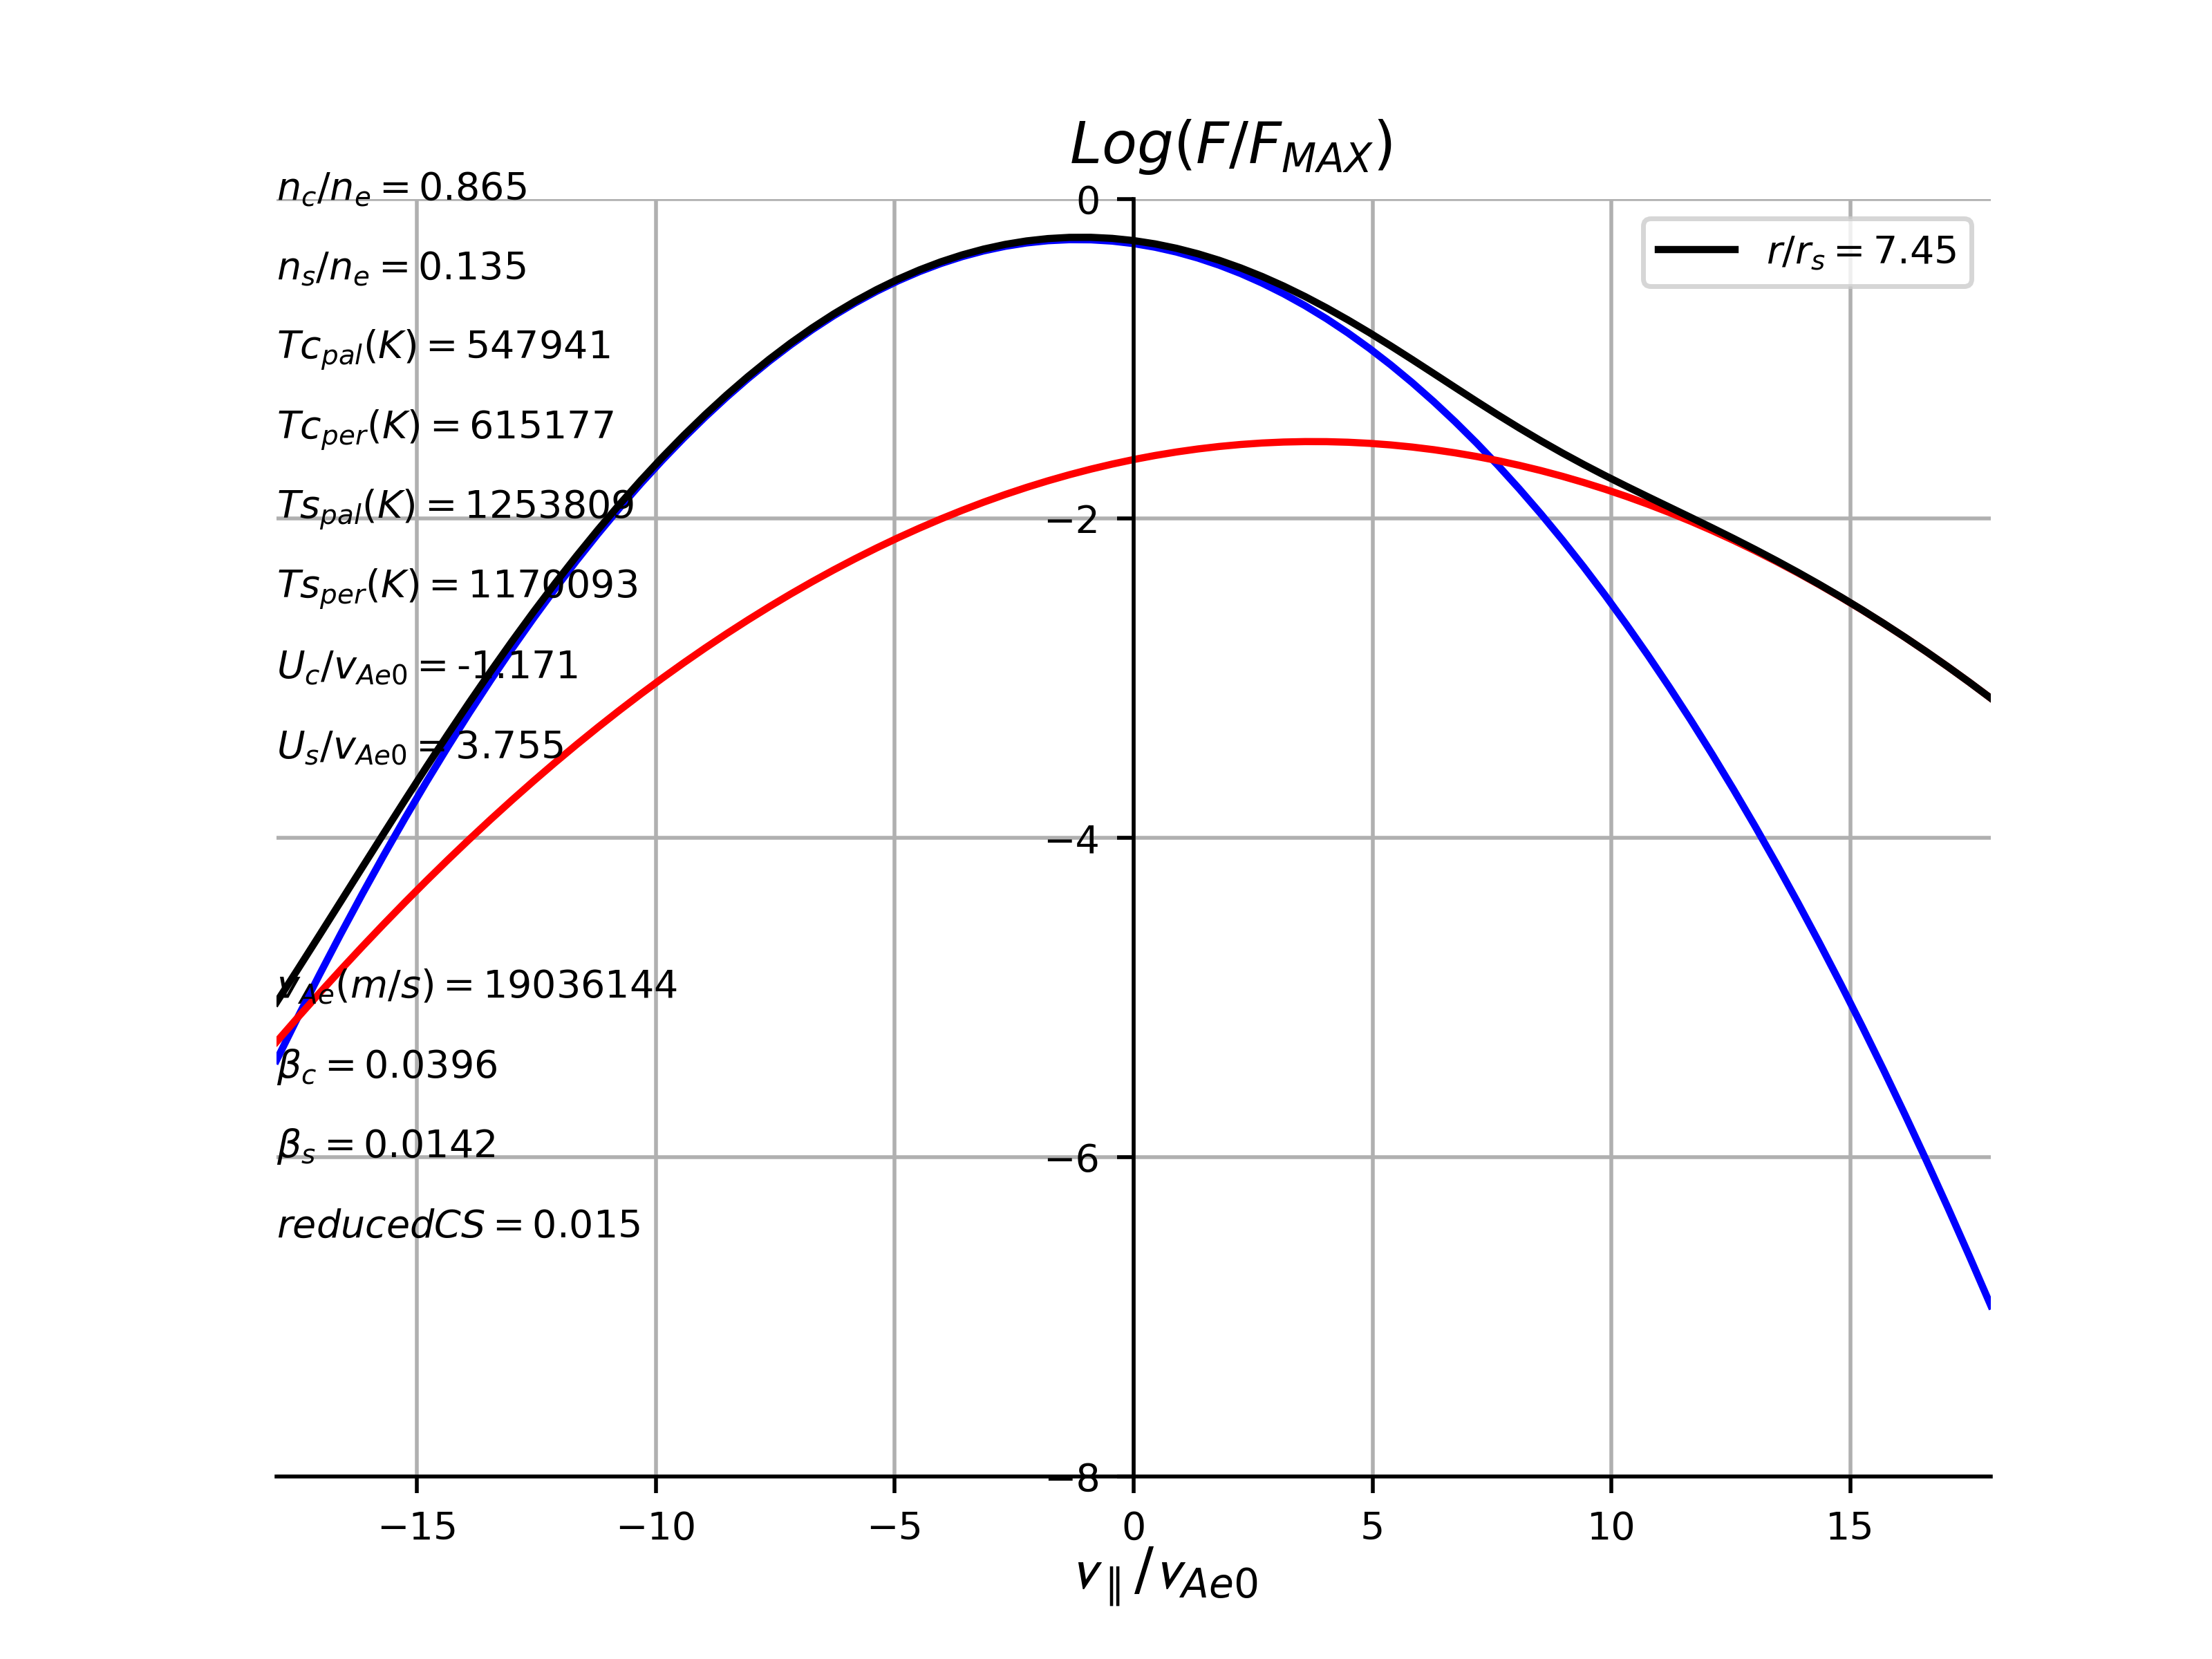 Log(F/F_MAX)
n_c/n_e = 0.865
n_s/n_e = 0.135
Tc_pal(K) = 547941
Tc_per(K) = 615177
Ts_pal(K) = 1253809
Ts_per(K) = 1170093
U_c/v_Ae0 = -1.171
U_s/v_Ae0 = 3.755
v_Ae(m/s) = 19036144
β_c = 0.0396
β_s = 0.0142
reducedCS = 0.015
r/r_s = 7.45
0
−2
−4
−6
−8
−15 −10 −5 0 5 10 15
v_∥/v_Ae0